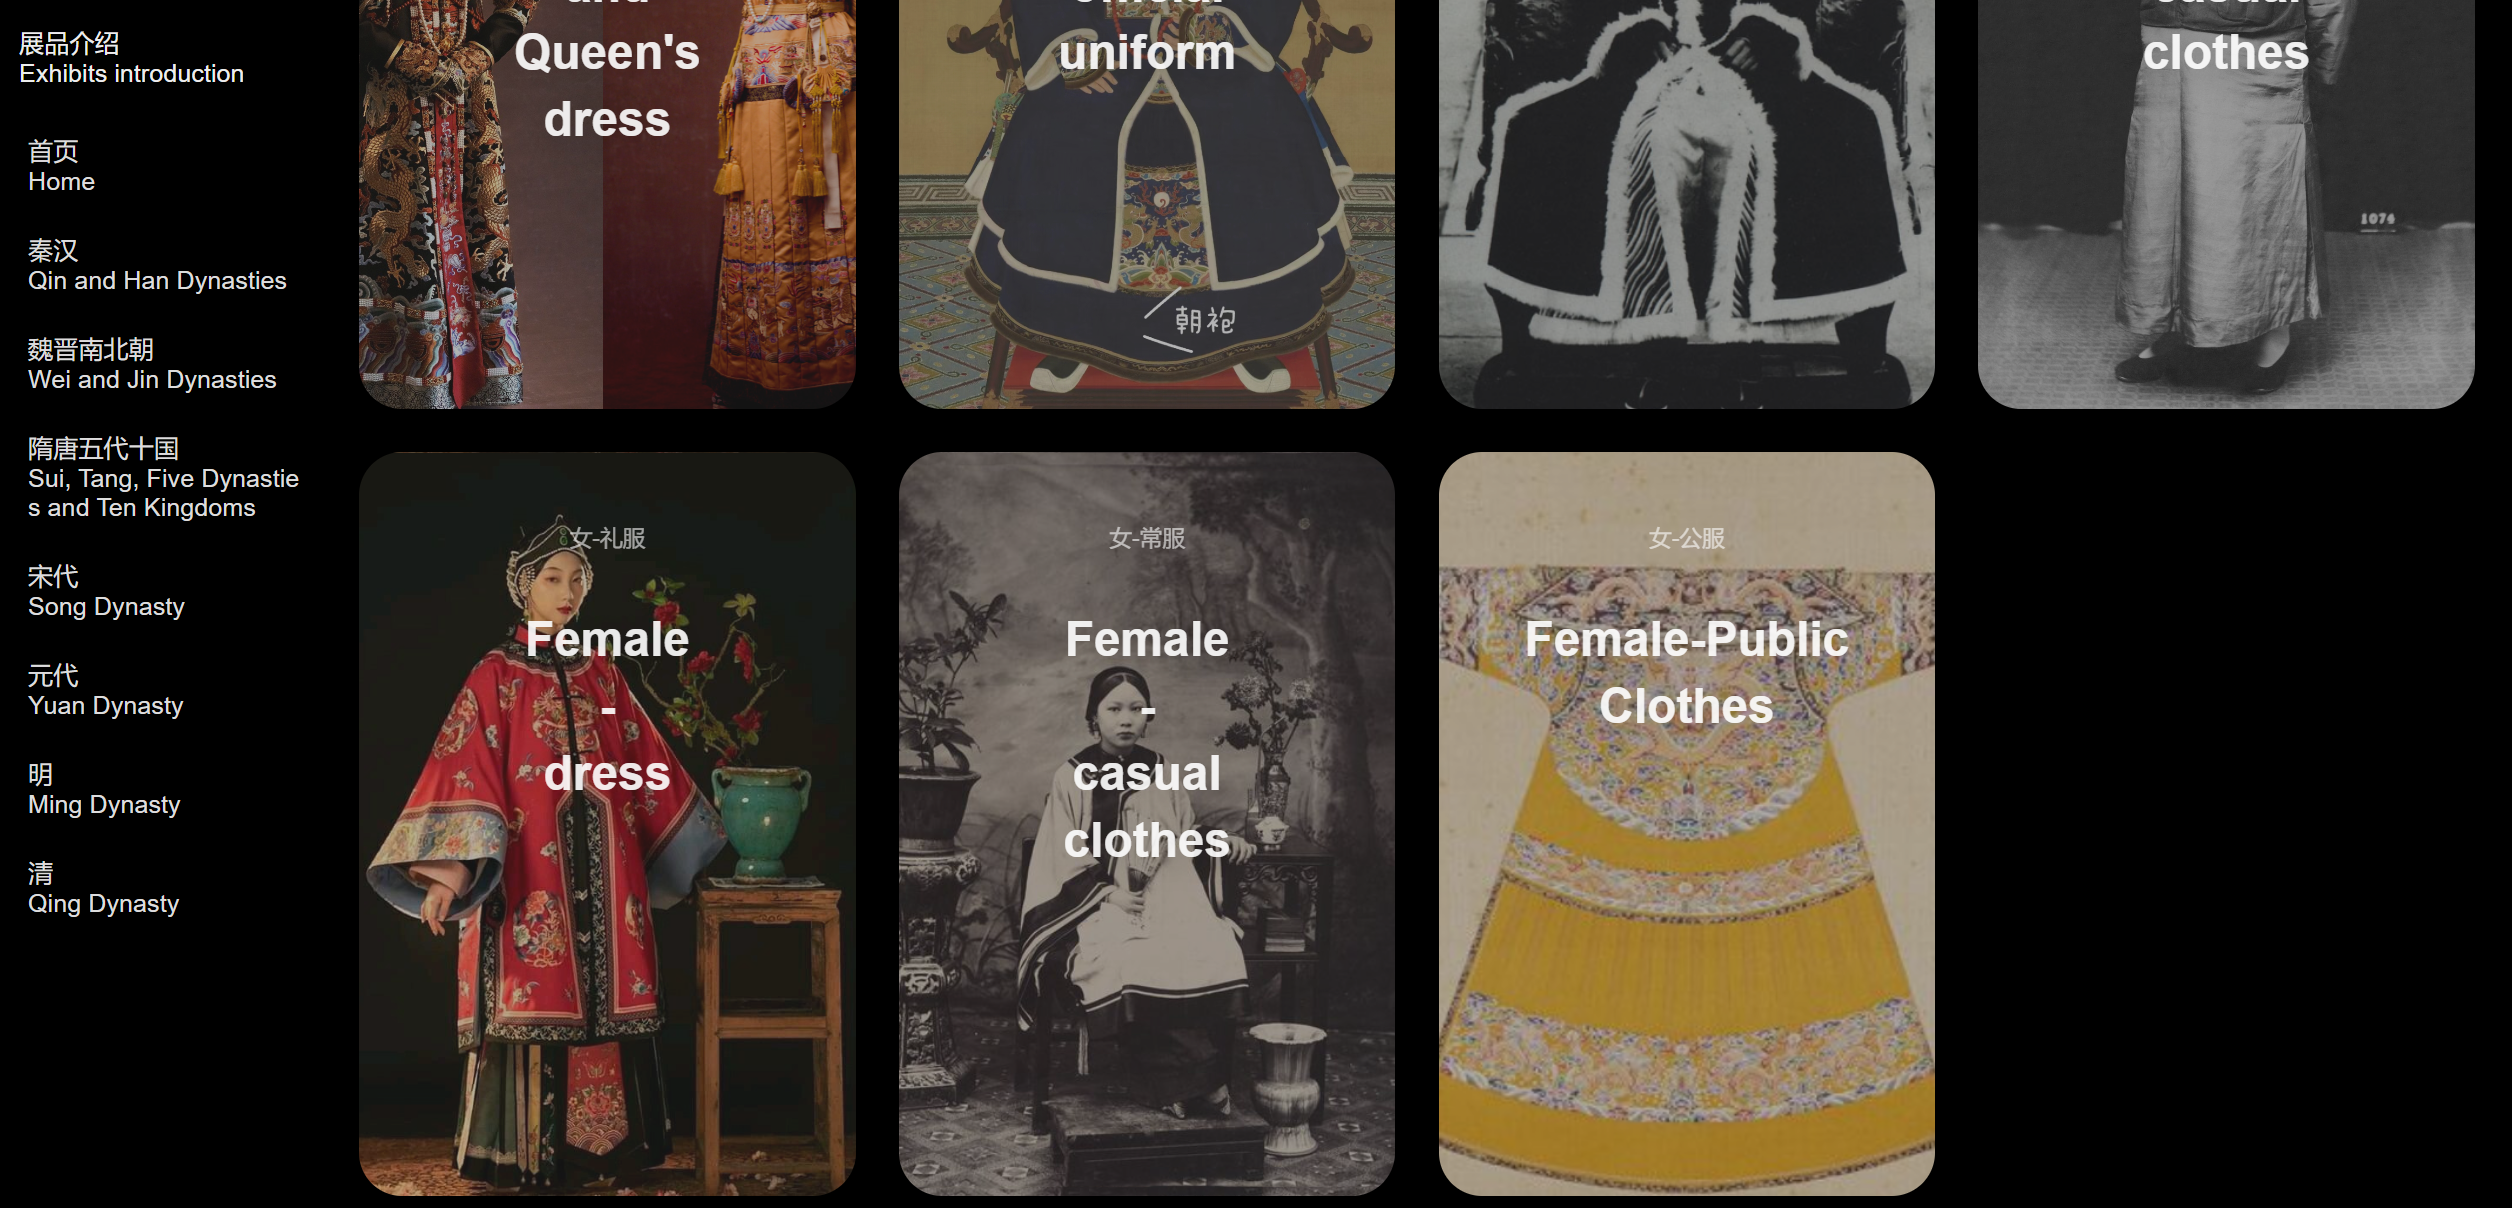 展品介绍
Exhibits introduction
首页
Home
秦汉
Qin and Han Dynasties
魏晋南北朝
Wei and Jin Dynasties
隋唐五代十国
Sui, Tang, Five Dynastie
s and Ten Kingdoms
宋代
Song Dynasty
元代
Yuan Dynasty
明
Ming Dynasty
清
Qing Dynasty
and
Queen's
dress
official
uniform
朝袍
casual
clothes
1074
女-礼服
Female
-
dress
女-常服
Female
-
casual
clothes
女-公服
Female-Public
Clothes